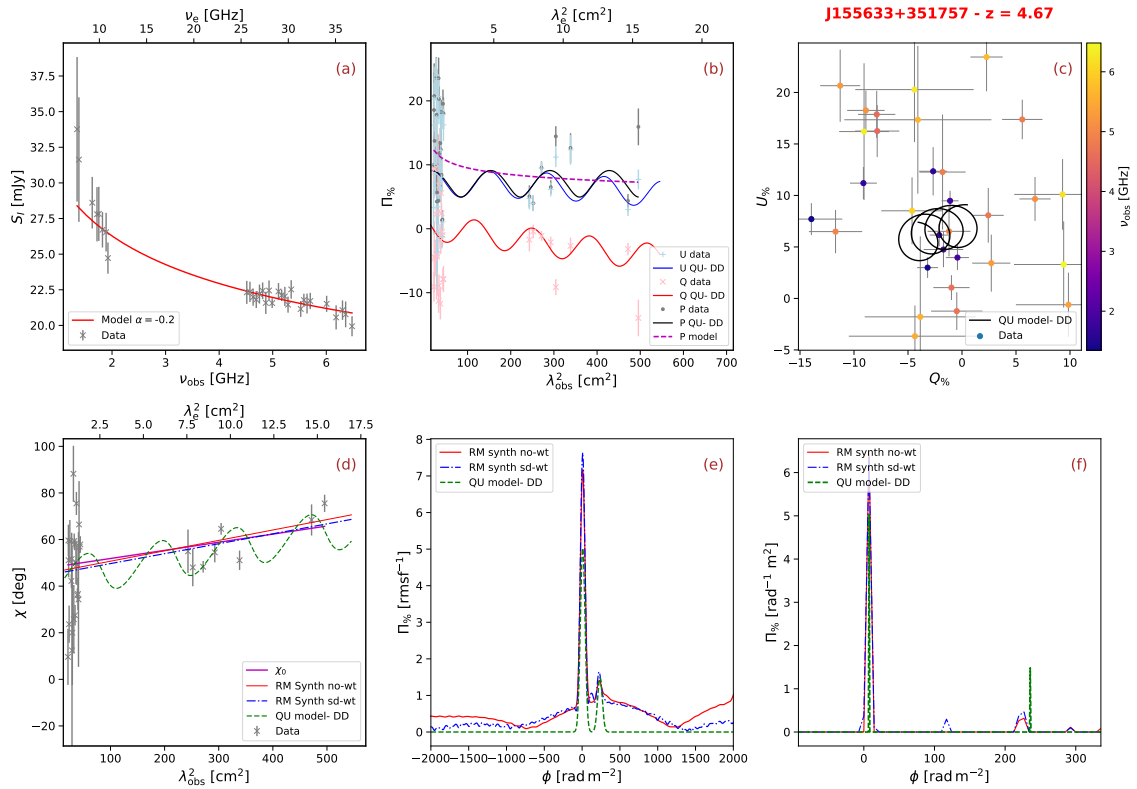 J155633+351757 - z = 4.67
ν_e [GHz]
10 15 20 25 30 35
(a)
37.5
35.0
32.5
30.0
27.5
25.0
22.5
20.0
S_I [mJy]
Model α = -0.2
Data
2 3 4 5 6
ν_obs [GHz]
λ_e^2 [cm^2]
5 10 15 20
(b)
20
10
0
−10
Π_%
U data
U QU- DD
Q data
Q QU- DD
P data
P QU- DD
P model
0 100 200 300 400 500 600 700
λ_obs^2 [cm^2]
(c)
20
15
10
5
0
−5
U_%
QU model- DD
Data
−15 −10 −5 0 5 10
Q_%
6
5
4
3
2
ν_obs [GHz]
λ_e^2 [cm^2]
2.5 5.0 7.5 10.0 12.5 15.0 17.5
(d)
100
80
60
40
20
0
−20
χ [deg]
χ_0
RM Synth no-wt
RM Synth sd-wt
QU model- DD
Data
0 100 200 300 400 500
λ_obs^2 [cm^2]
(e)
RM synth no-wt
RM synth sd-wt
QU model- DD
8
7
6
5
4
3
2
1
0
Π_% [rmsf^−1]
−2000 −1500 −1000 −500 0 500 1000 1500 2000
ϕ [rad m^−2]
(f)
RM synth no-wt
RM synth sd-wt
QU model- DD
6
5
4
3
2
1
0
Π_% [rad^−1 m^2]
0 100 200 300
ϕ [rad m^−2]